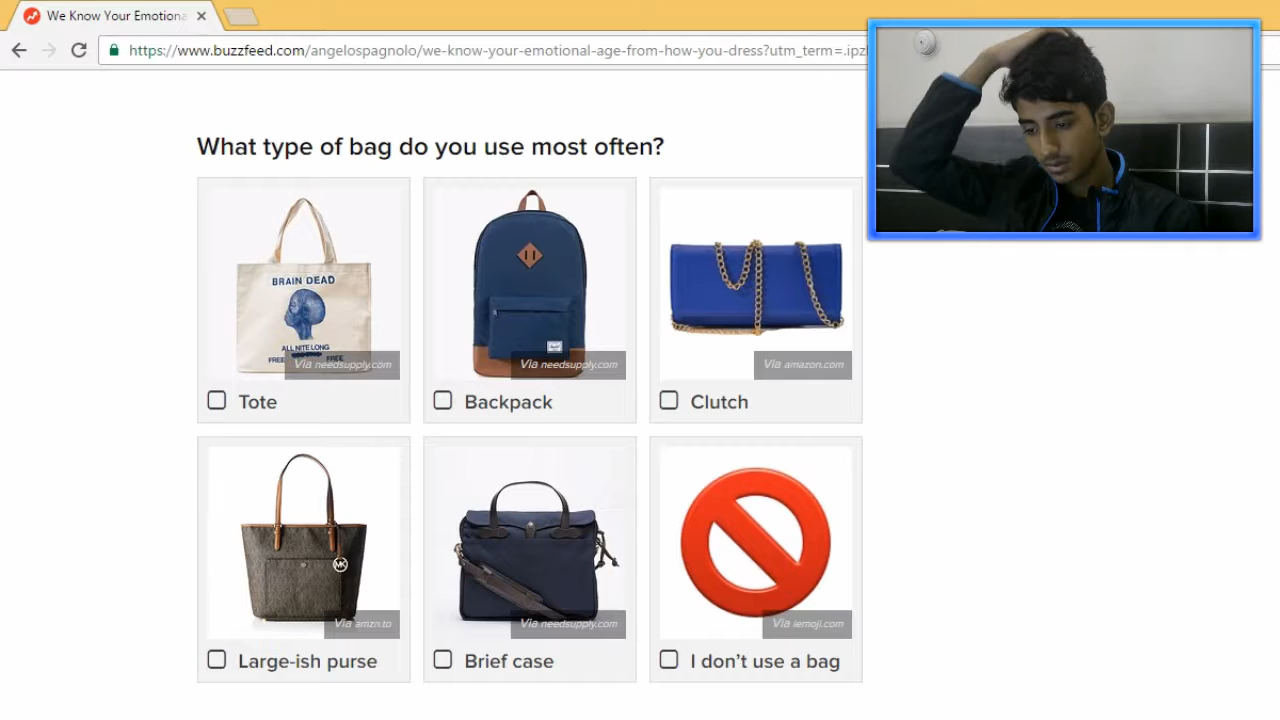 We Know Your Emotiona
https://www.buzzfeed.com/angelospagnolo/we-know-your-emotional-age-from-how-you-dress?utm_term=.ipz
What type of bag do you use most often?
BRAIN DEAD
ALL NITE LONG
FREE FREE
Via needsupply.com
Via needsupply.com
Via amazon.com
Tote
Backpack
Clutch
MK
Via amzn.to
Via needsupply.com
Via iemoji.com
Large-ish purse
Brief case
I don't use a bag